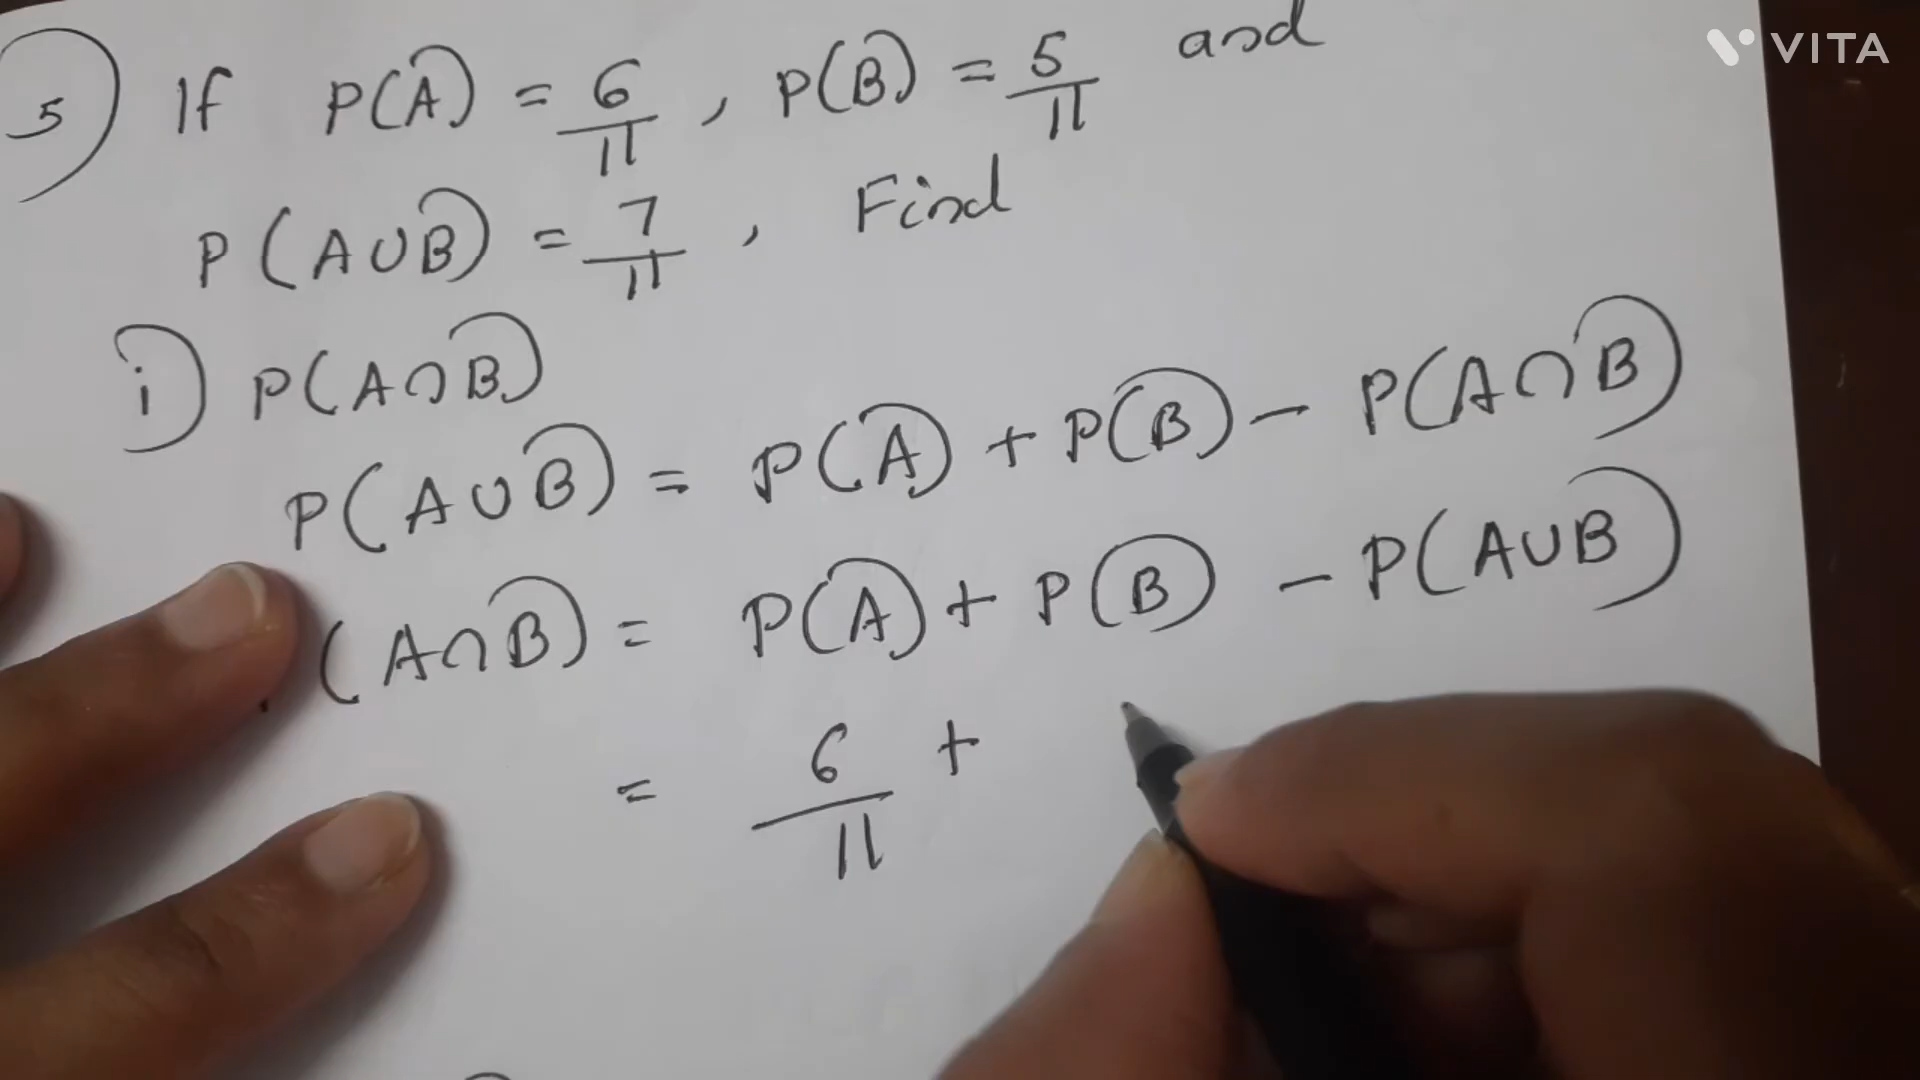 VITA
5) If P(A) = 6/11, P(B) = 5/11 and
P(A∪B) = 7/11, Find
i) P(A∩B)
P(A∪B) = P(A) + P(B) - P(A∩B)
(A∩B) = P(A) + P(B) - P(A∪B)
= 6/11 +